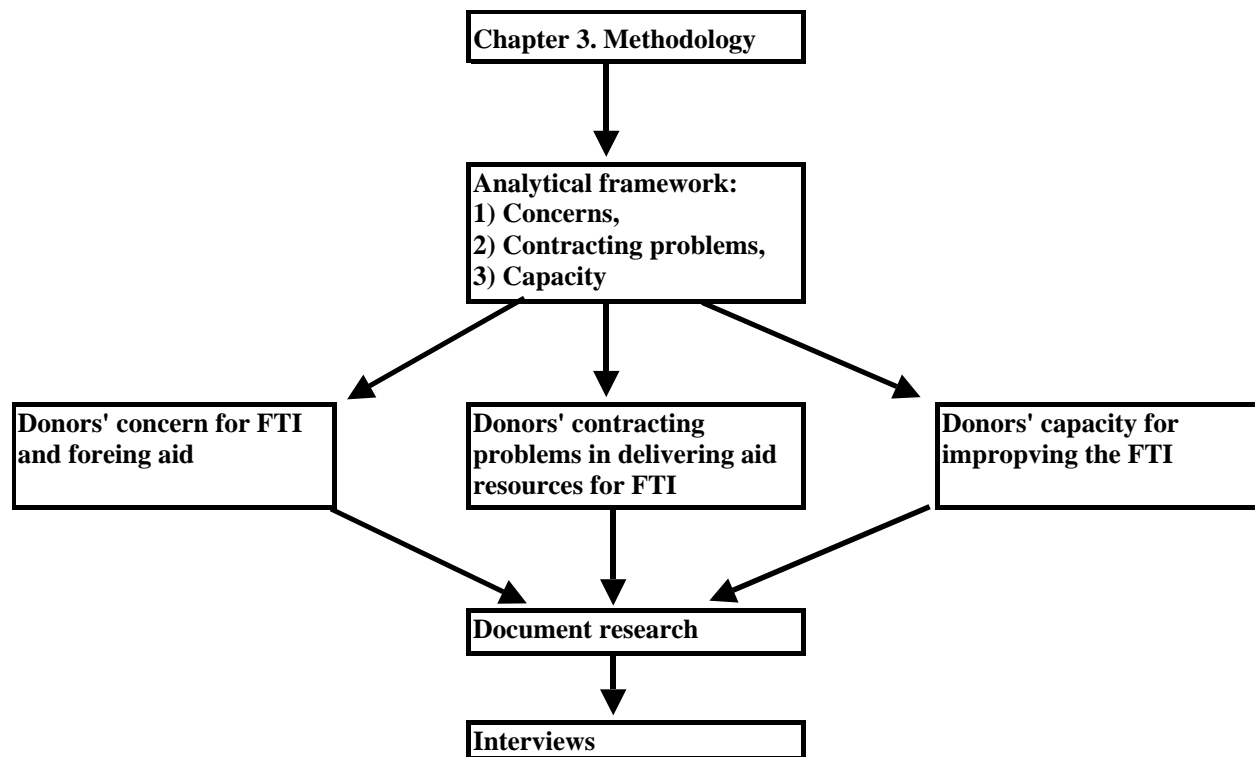 Chapter 3. Methodology
Analytical framework:
1) Concerns,
2) Contracting problems,
3) Capacity
Donors' concern for FTI
and foreing aid
Donors' contracting
problems in delivering aid
resources for FTI
Donors' capacity for
impropving the FTI
Document research
Interviews